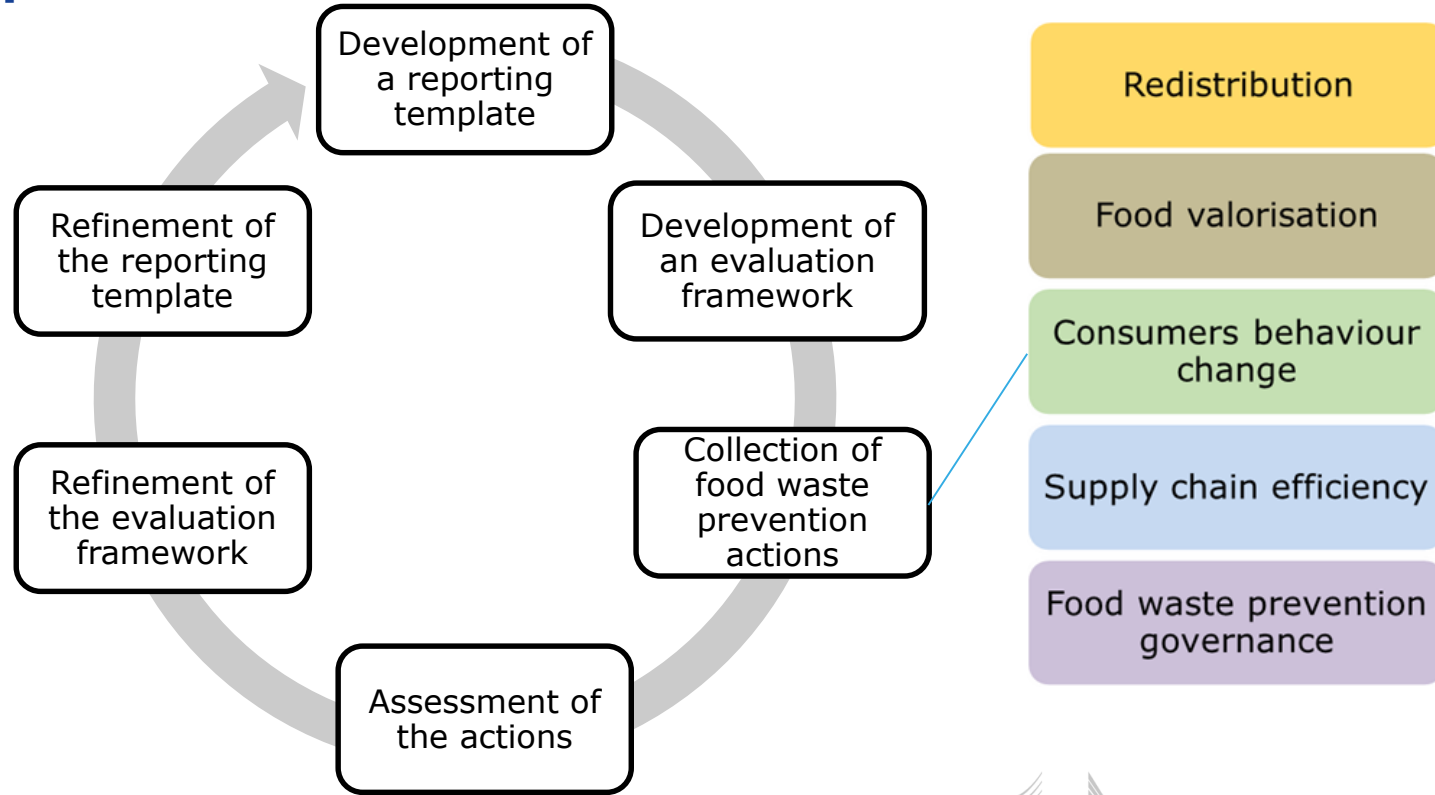 Development of
a reporting
template
Development of
an evaluation
framework
Collection of
food waste
prevention
actions
Assessment of
the actions
Refinement of
the evaluation
framework
Refinement of
the reporting
template
Redistribution
Food valorisation
Consumers behaviour
change
Supply chain efficiency
Food waste prevention
governance